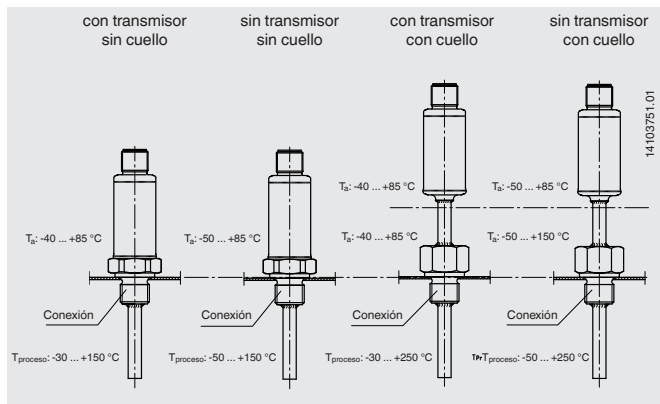 con transmisor
sin cuello
sin transmisor
sin cuello
con transmisor
con cuello
sin transmisor
con cuello
14103751.01
Ta: -40 ... +85 °C
Ta: -50 ... +85 °C
Ta: -40 ... +85 °C
Ta: -50 ... +85 °C
Ta: -40 ... +85 °C
Ta: -50 ... +150 °C
Conexión
Conexión
Conexión
Conexión
Tproceso: -30 ... +150 °C
Tproceso: -50 ... +150 °C
Tproceso: -30 ... +250 °C
TPrTproceso: -50 ... +250 °C